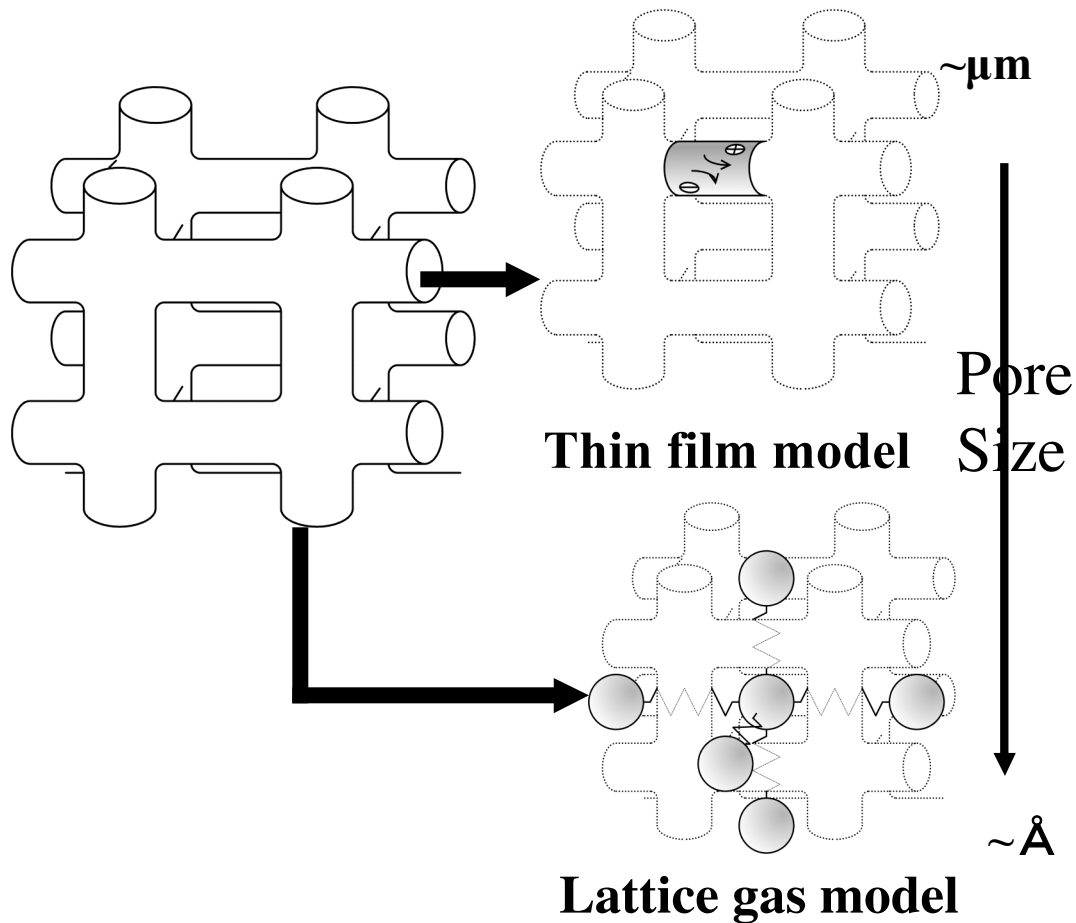 ~μm
Thin film model
Pore
Size
~Å
Lattice gas model